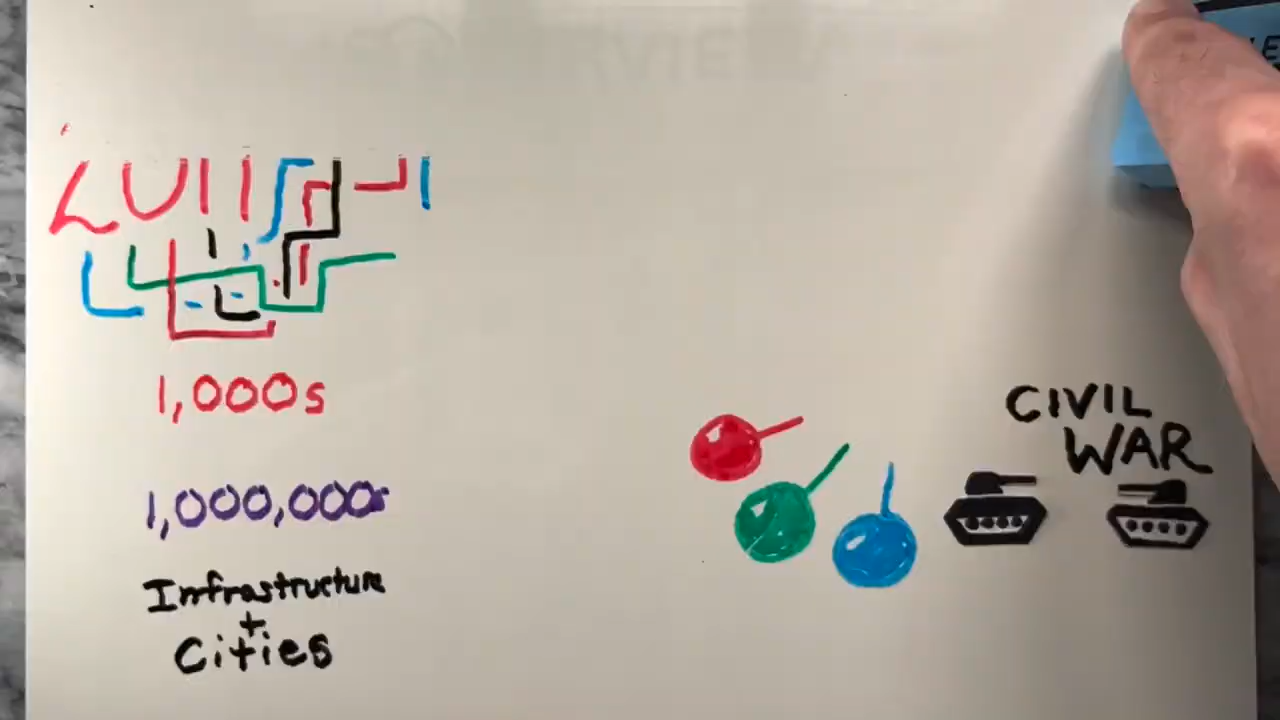 1,000s
1,000,000s
Infrastructure
+
Cities
CIVIL
WAR